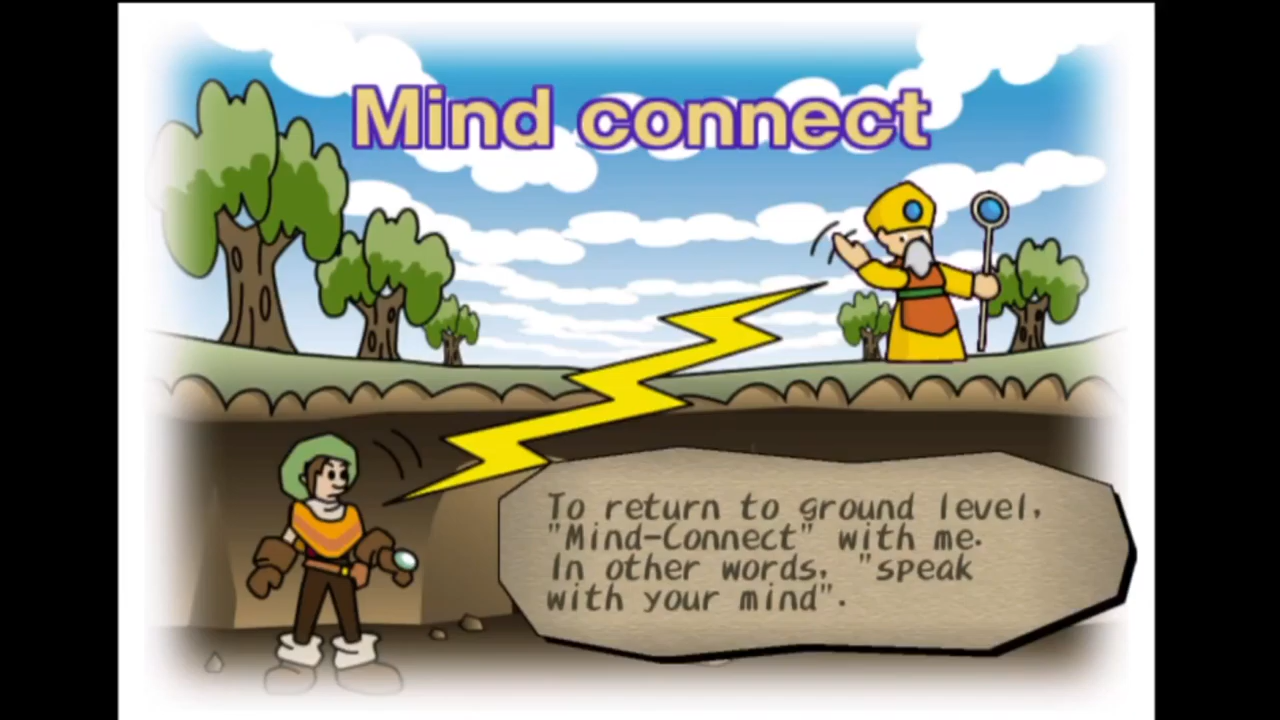 Mind connect
To return to ground level,
"Mind-Connect" with me.
In other words, "speak
with your mind".